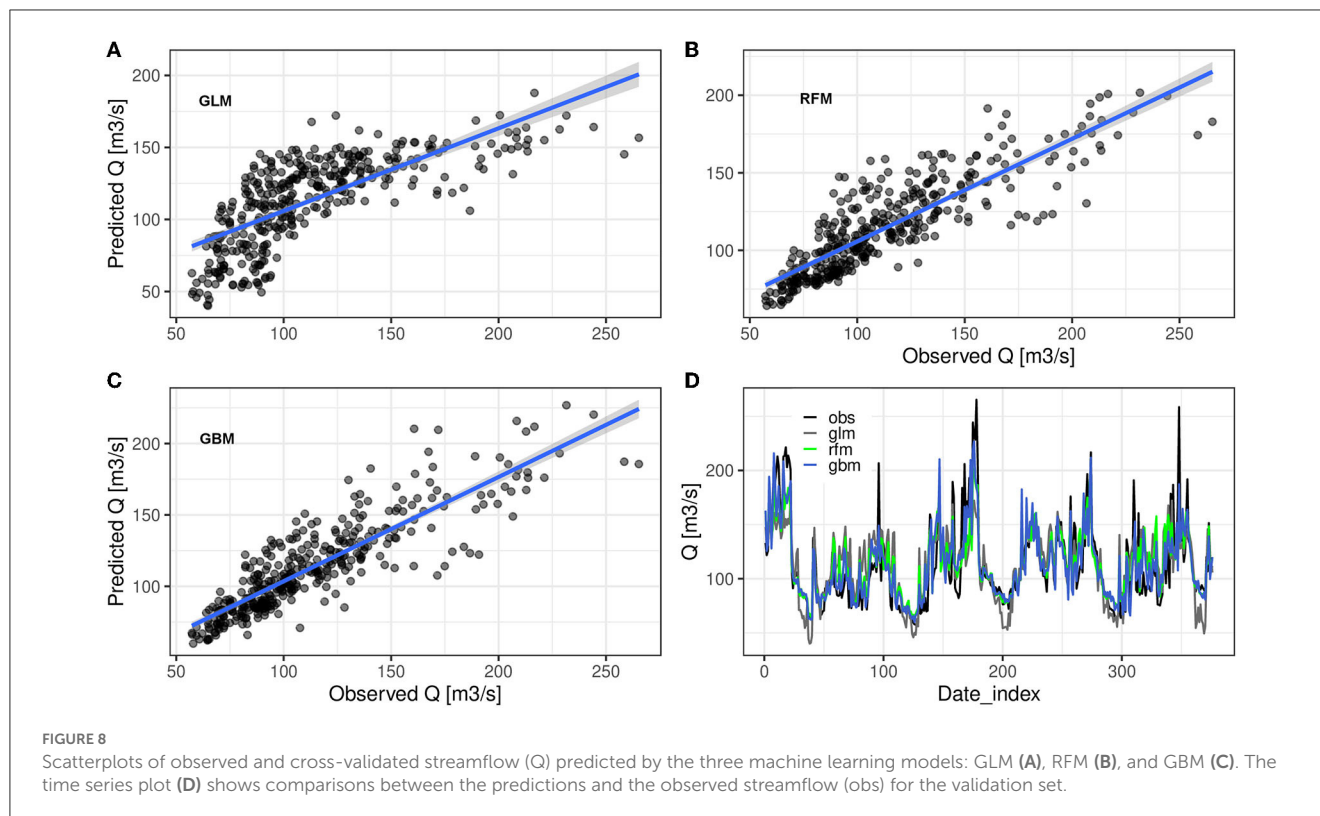 A
Predicted Q [m3/s]
200
150
100
50
GLM
50
100
150
200
250
B
200
150
100
RFM
50
100
150
200
250
Observed Q [m3/s]
C
Predicted Q [m3/s]
200
150
100
GBM
50
100
150
200
250
Observed Q [m3/s]
D
Q [m3/s]
200
100
obs
glm
rfm
gbm
0
100
200
300
Date_index
FIGURE 8
Scatterplots of observed and cross-validated streamflow (Q) predicted by the three machine learning models: GLM (A), RFM (B), and GBM (C). The
time series plot (D) shows comparisons between the predictions and the observed streamflow (obs) for the validation set.